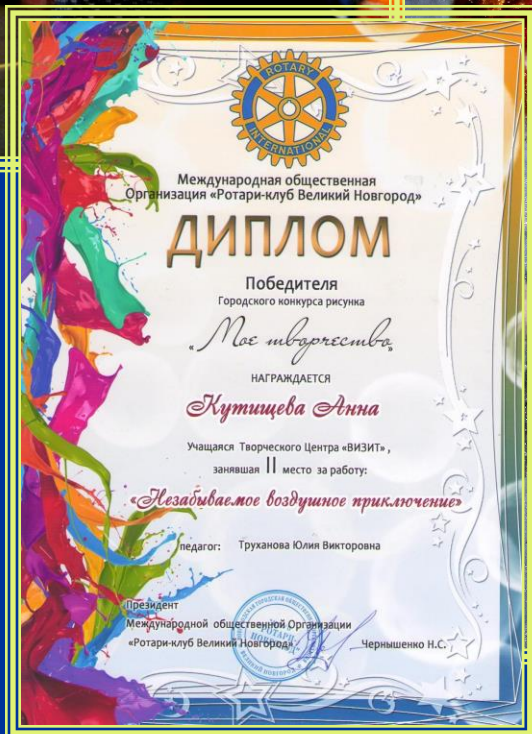 ROTARY
INTERNATIONAL
Международная общественная
Организация «Ротари-клуб Великий Новгород»
ДИПЛОМ
Победителя
Городского конкурса рисунка
« Мое творчество »
НАГРАЖДАЕТСЯ
Кутищева Анна
Учащаяся Творческого Центра «ВИЗИТ» ,
занявшая II место за работу:
«Незабываемое воздушное приключение»
педагог: Труханова Юлия Викторовна
Президент
Международной общественной Организации
«Ротари-клуб Великий Новгород» Чернышенко Н.С.